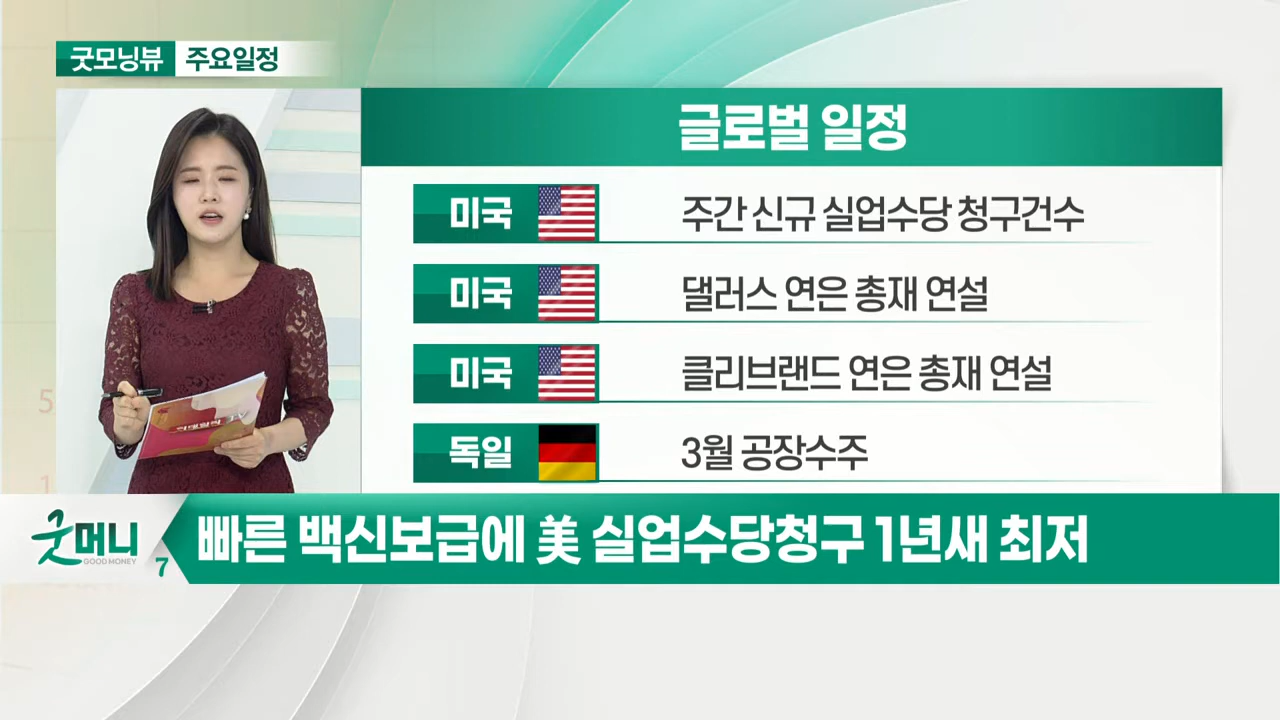 굿모닝뷰 주요일정
글로벌 일정
미국 주간 신규 실업수당 청구건수
미국 댈러스 연은 총재 연설
미국 클리브랜드 연은 총재 연설
독일 3월 공장수주
5
1
굿머니
GOOD MONEY
7
빠른 백신보급에 美 실업수당청구 1년새 최저